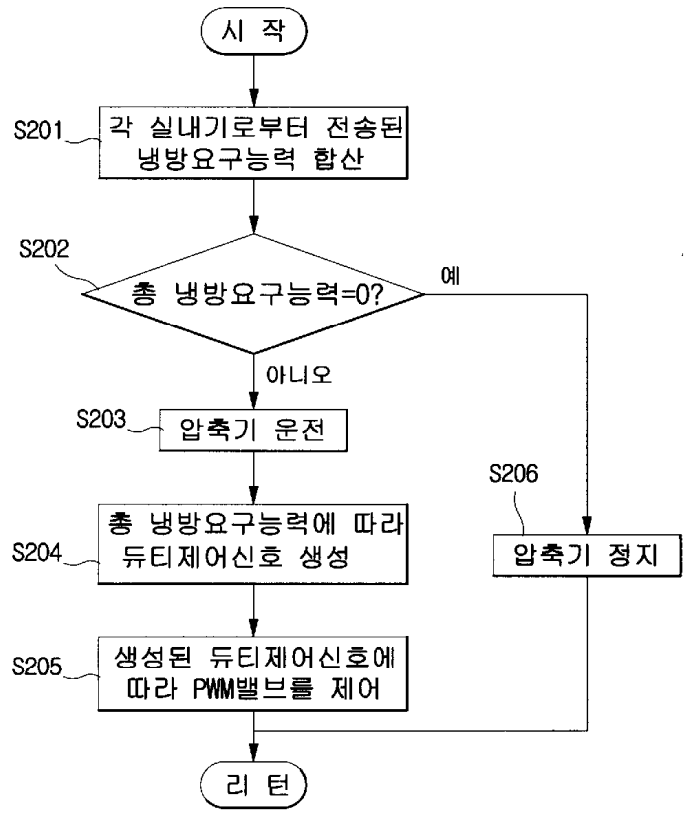 시 작
S201
각 실내기로부터 전송된
냉방요구능력 합산
S202
총 냉방요구능력=0?
예
아니오
S203
압축기 운전
S206
압축기 정지
S204
총 냉방요구능력에 따라
듀티제어신호 생성
S205
생성된 듀티제어신호에
따라 PWM밸브를 제어
리 턴